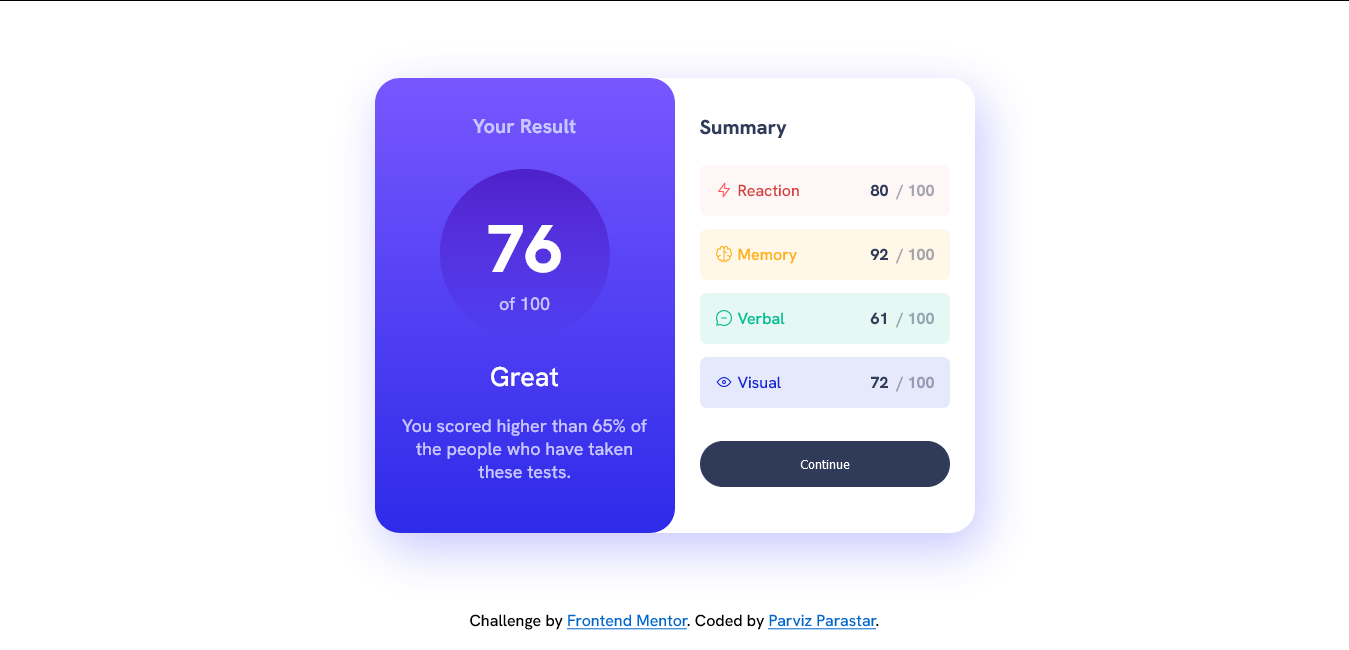 Your Result
76
of 100
Great
You scored higher than 65% of
the people who have taken
these tests.
Summary
Reaction 80 / 100
Memory 92 / 100
Verbal 61 / 100
Visual 72 / 100
Continue
Challenge by Frontend Mentor. Coded by Parviz Parastar.